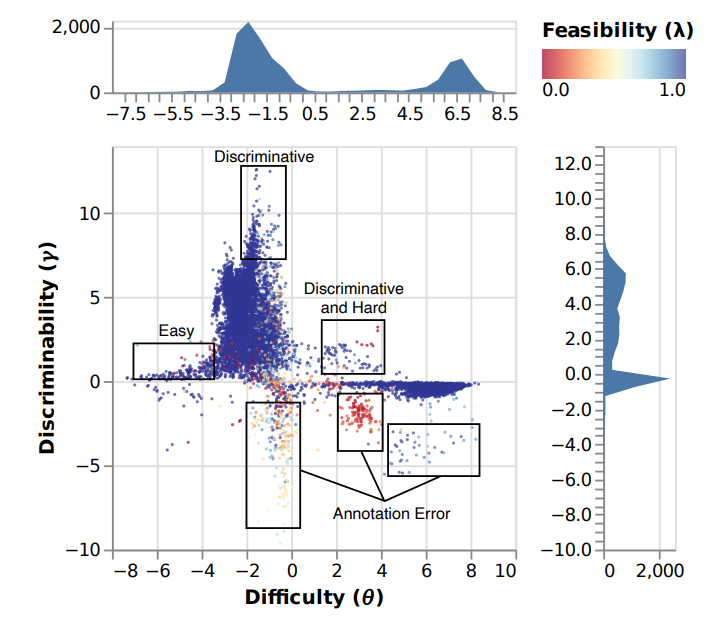 2,000
0
−7.5 −5.5 −3.5 −1.5 0.5 2.5 4.5 6.5 8.5
Feasibility (λ)
0.0 1.0
Discriminative
Discriminative
and Hard
Easy
Annotation Error
10
5
0
−5
−10
Discriminability (γ)
−8 −6 −4 −2 0 2 4 6 8 10
Difficulty (θ)
12.0
10.0
8.0
6.0
4.0
2.0
0.0
−2.0
−4.0
−6.0
−8.0
−10.0
0 2,000